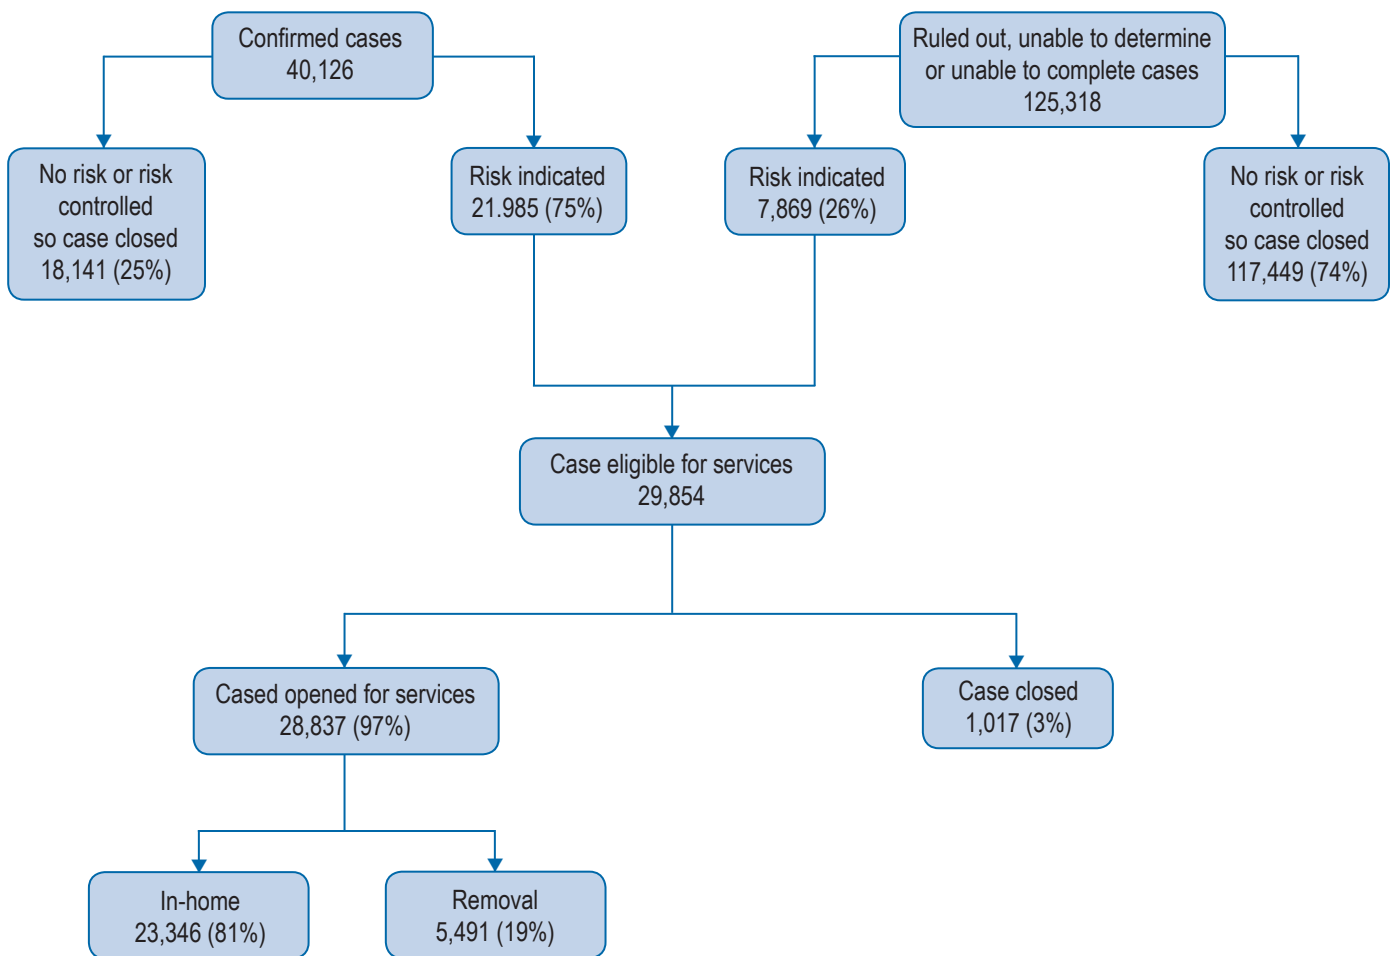 Confirmed cases
40,126
Ruled out, unable to determine
or unable to complete cases
125,318
No risk or risk
controlled
so case closed
18,141 (25%)
Risk indicated
21.985 (75%)
Risk indicated
7,869 (26%)
No risk or risk
controlled
so case closed
117,449 (74%)
Case eligible for services
29,854
Cased opened for services
28,837 (97%)
Case closed
1,017 (3%)
In-home
23,346 (81%)
Removal
5,491 (19%)